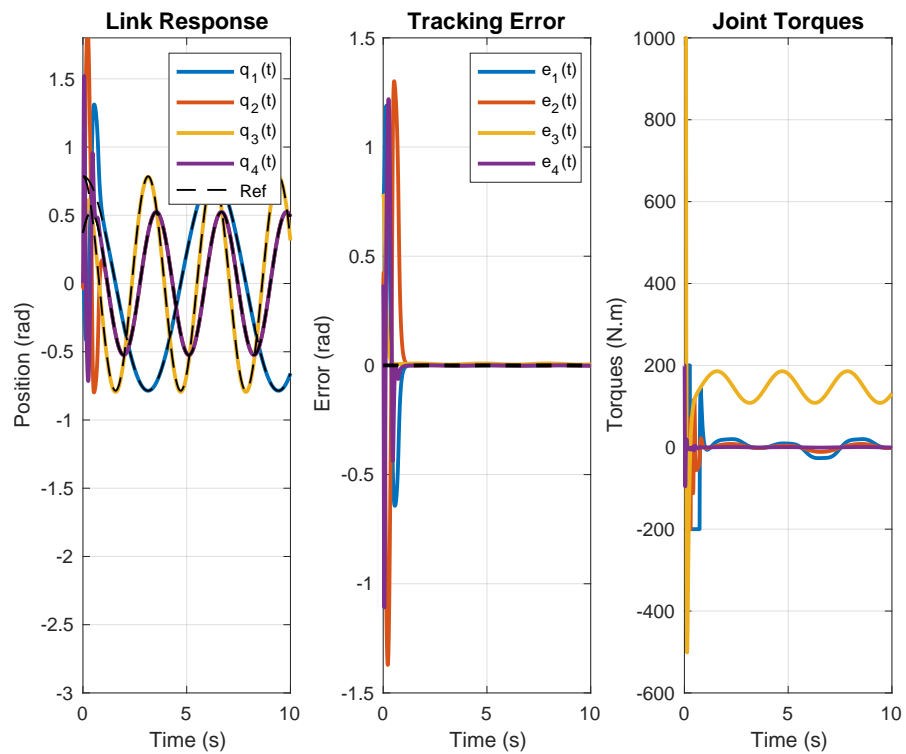 Link Response
1.5
1
0.5
0
-0.5
-1
-1.5
-2
-2.5
-3
0
5
10
Position (rad)
Time (s)
q1(t)
q2(t)
q3(t)
q4(t)
Ref
Tracking Error
1.5
1
0.5
0
-0.5
-1
-1.5
0
5
10
Error (rad)
Time (s)
e1(t)
e2(t)
e3(t)
e4(t)
Joint Torques
1000
800
600
400
200
0
-200
-400
-600
0
5
10
Torques (N.m)
Time (s)